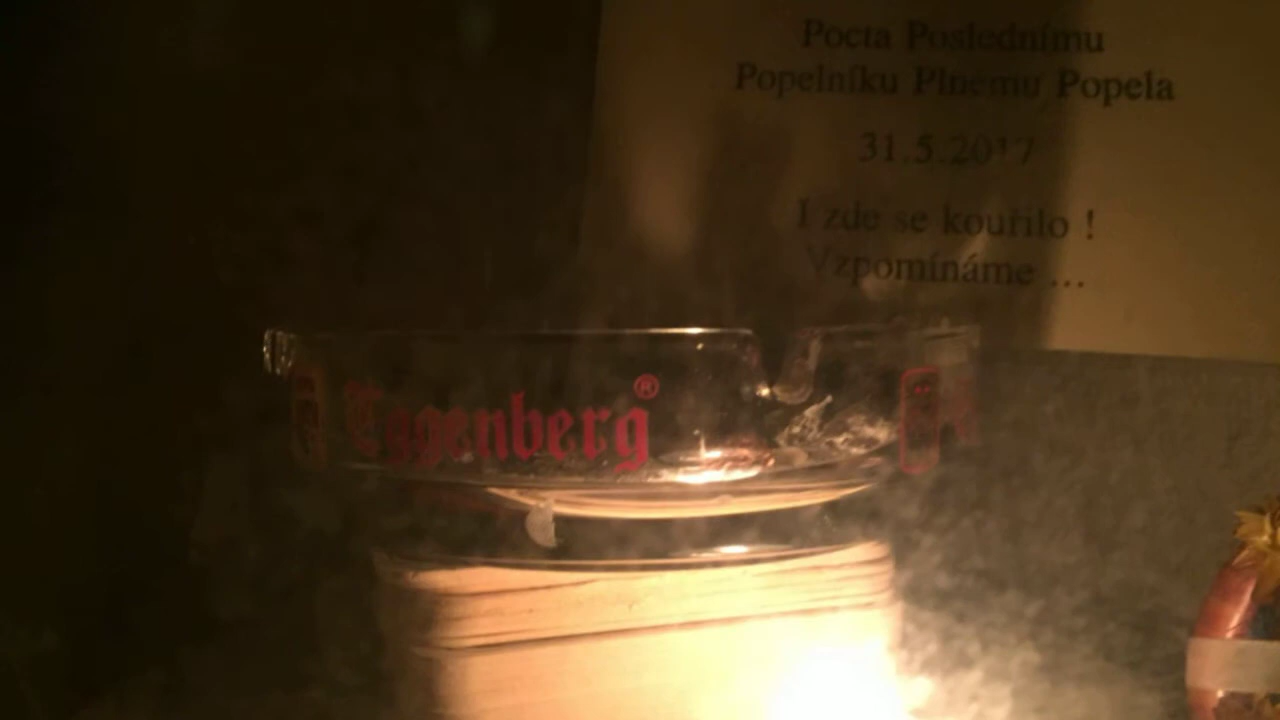 Pocta Poslednímu
Popelníku Plnému Popela
31.5.2017
I zde se kouřilo !
Vzpomínáme ...
Eggenberg®